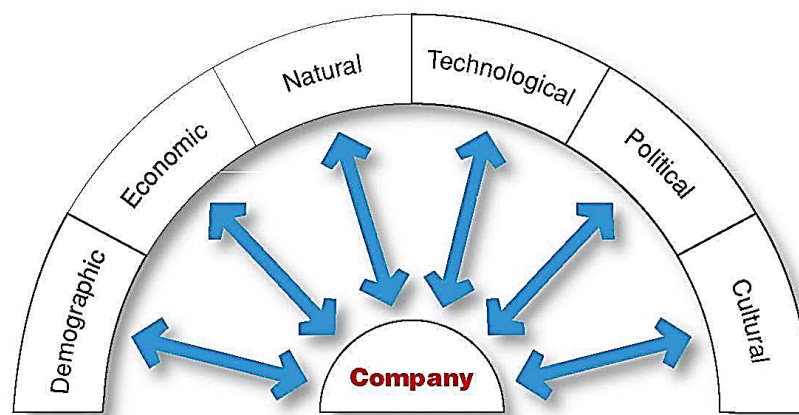 Demographic
Economic
Natural
Technological
Political
Cultural
Company